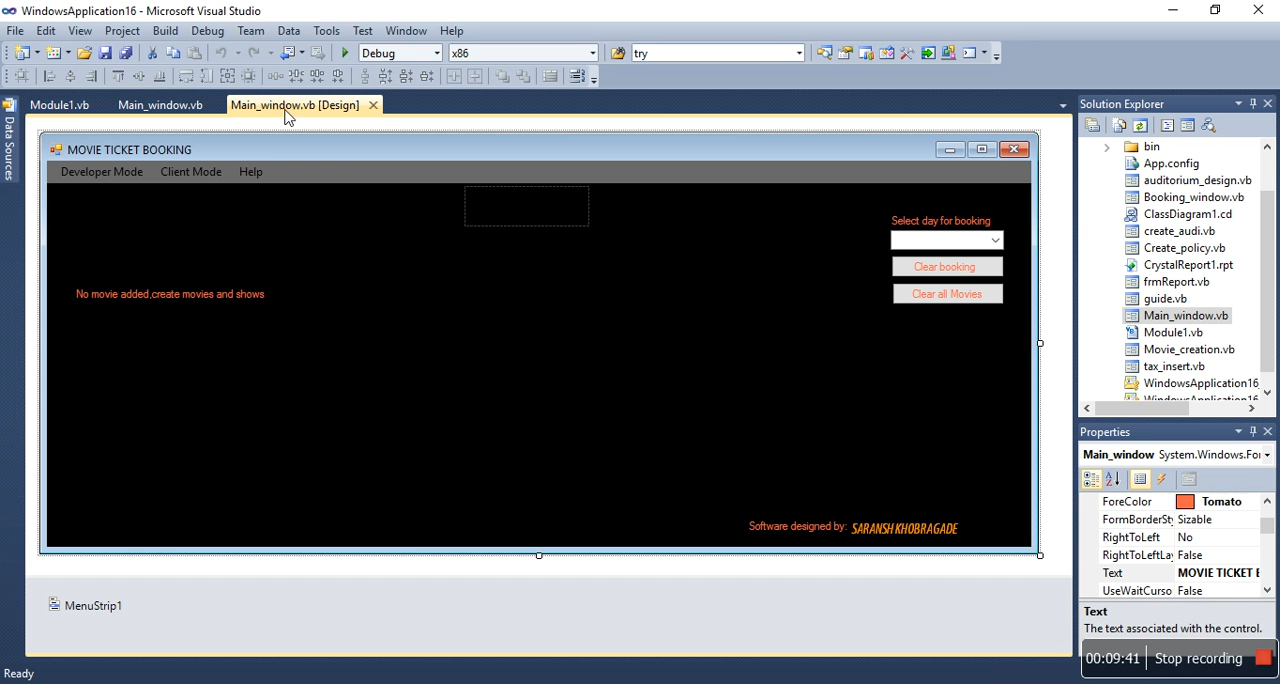 WindowsApplication16 - Microsoft Visual Studio
File Edit View Project Build Debug Team Data Tools Test Window Help
Debug x86 try
Module1.vb Main_window.vb Main_window.vb [Design]
Data Sources
MOVIE TICKET BOOKING
Developer Mode Client Mode Help
Select day for booking
Clear booking
No movie added,create movies and shows
Clear all Movies
Software designed by: SARANSH KHOBRAGADE
MenuStrip1
Solution Explorer
bin
App.config
auditorium_design.vb
Booking_window.vb
ClassDiagram1.cd
create_audi.vb
Create_policy.vb
CrystalReport1.rpt
frmReport.vb
guide.vb
Main_window.vb
Module1.vb
Movie_creation.vb
tax_insert.vb
WindowsApplication16
Properties
Main_window System.Windows.For
ForeColor Tomato
FormBorderSty Sizable
RightToLeft No
RightToLeftLa False
Text MOVIE TICKET B
UseWaitCurso False
Text
The text associated with the control.
00:09:41 Stop recording
Ready